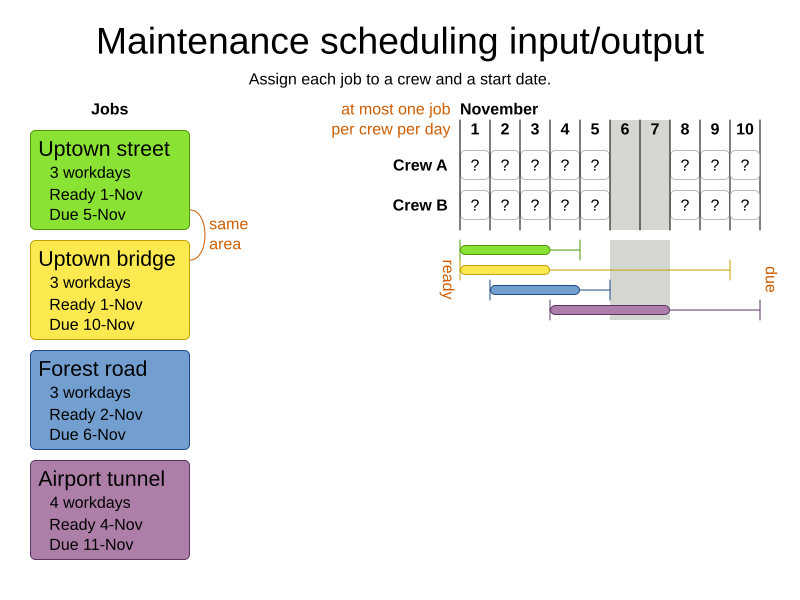 Maintenance scheduling input/output
Assign each job to a crew and a start date.
Jobs
Uptown street
3 workdays
Ready 1-Nov
Due 5-Nov
Uptown bridge
3 workdays
Ready 1-Nov
Due 10-Nov
same
area
Forest road
3 workdays
Ready 2-Nov
Due 6-Nov
Airport tunnel
4 workdays
Ready 4-Nov
Due 11-Nov
at most one job
per crew per day
November
1 2 3 4 5 6 7 8 9 10
Crew A ? ? ? ? ? ? ? ?
Crew B ? ? ? ? ? ? ? ?
ready
due